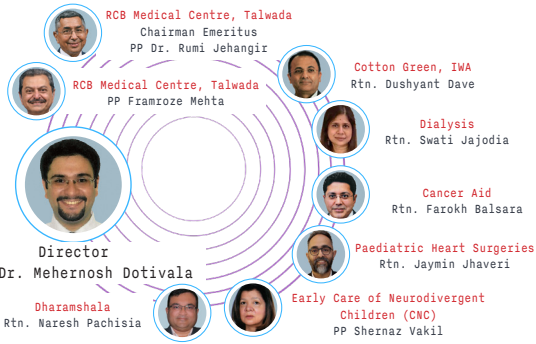 RCB Medical Centre, Talwada
Chairman Emeritus
PP Dr. Rumi Jehangir
RCB Medical Centre, Talwada
PP Framroze Mehta
Director
Dr. Mehernosh Dotivala
Dharamshala
Rtn. Naresh Pachisia
Cotton Green, IWA
Rtn. Dushyant Dave
Dialysis
Rtn. Swati Jajodia
Cancer Aid
Rtn. Farokh Balsara
Paediatric Heart Surgeries
Rtn. Jaymin Jhaveri
Early Care of Neurodivergent
Children (CNC)
PP Shernaz Vakil